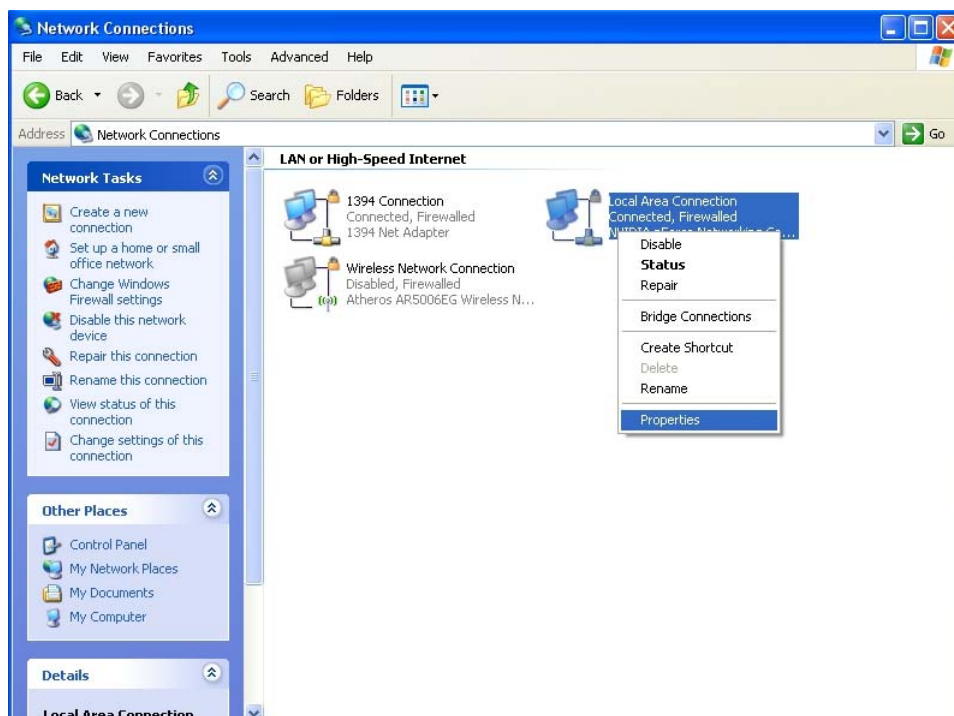 Network Connections
File Edit View Favorites Tools Advanced Help
Back Search Folders
Address Network Connections Go
Network Tasks
Create a new
connection
Set up a home or small
office network
Change Windows
Firewall settings
Disable this network
device
Repair this connection
Rename this connection
View status of this
connection
Change settings of this
connection
Other Places
Control Panel
My Network Places
My Documents
My Computer
Details
Local Area Connection
LAN or High-Speed Internet
1394 Connection
Connected, Firewalled
1394 Net Adapter
Local Area Connection
Connected, Firewalled
NVIDIA nForce Networking Co...
Wireless Network Connection
Disabled, Firewalled
Atheros AR5006EG Wireless N...
Disable
Status
Repair
Bridge Connections
Create Shortcut
Delete
Rename
Properties